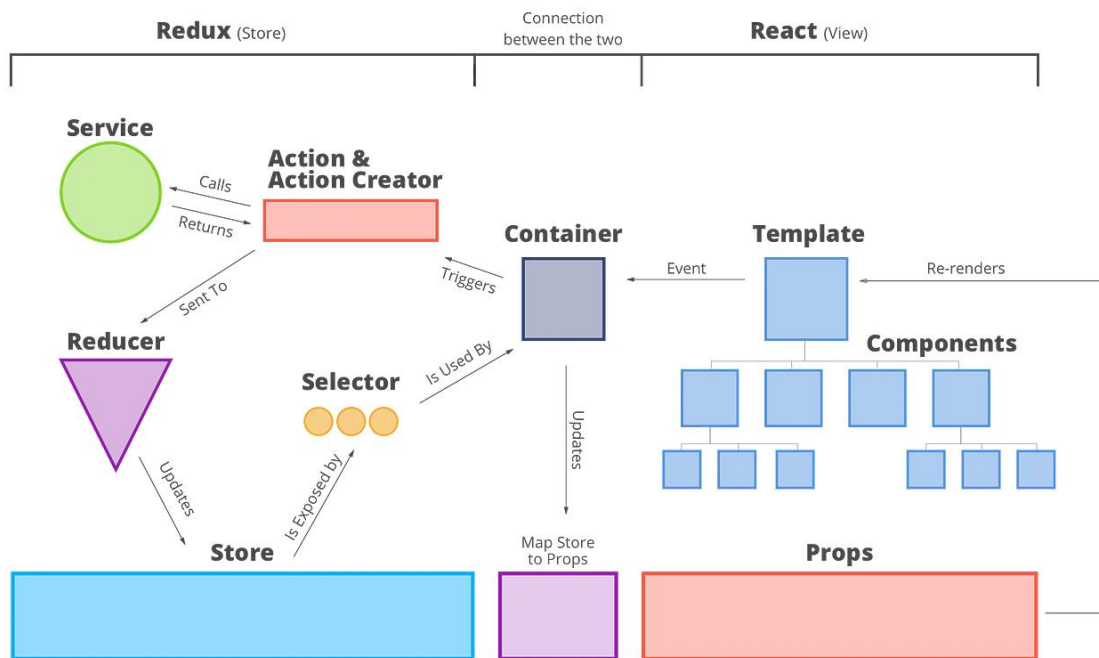 Redux (Store)
Connection
between the two
React (View)
Service
Action &
Action Creator
Calls
Returns
Container
Template
Triggers
Event
Re-renders
Sent To
Reducer
Components
Selector
Is Used By
Updates
Updates
Is Exposed by
Store
Map Store
to Props
Props